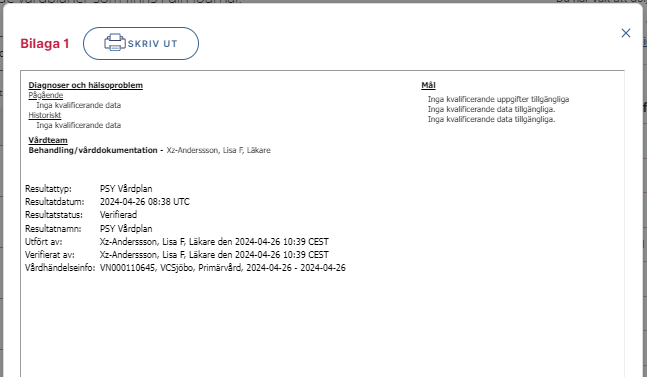 Bilaga 1
SKRIV UT
Diagnoser och hälsoproblem
Pågående
Inga kvalificerande data
Historiskt
Inga kvalificerande data
Vårdteam
Behandling/vårddokumentation - Xz-Anderssson, Lisa F, Läkare
Mål
Inga kvalificerande uppgifter tillgängliga
Inga kvalificerande data tillgängliga.
Inga kvalificerande data tillgängliga.
Resultattyp: PSY Vårdplan
Resultatdatum: 2024-04-26 08:38 UTC
Resultatstatus: Verifierad
Resultatnamn: PSY Vårdplan
Utfört av: Xz-Anderssson, Lisa F, Läkare den 2024-04-26 10:39 CEST
Verifierat av: Xz-Anderssson, Lisa F, Läkare den 2024-04-26 10:39 CEST
Vårdhändelseinfo: VN000110645, VCSjöbo, Primärvård, 2024-04-26 - 2024-04-26